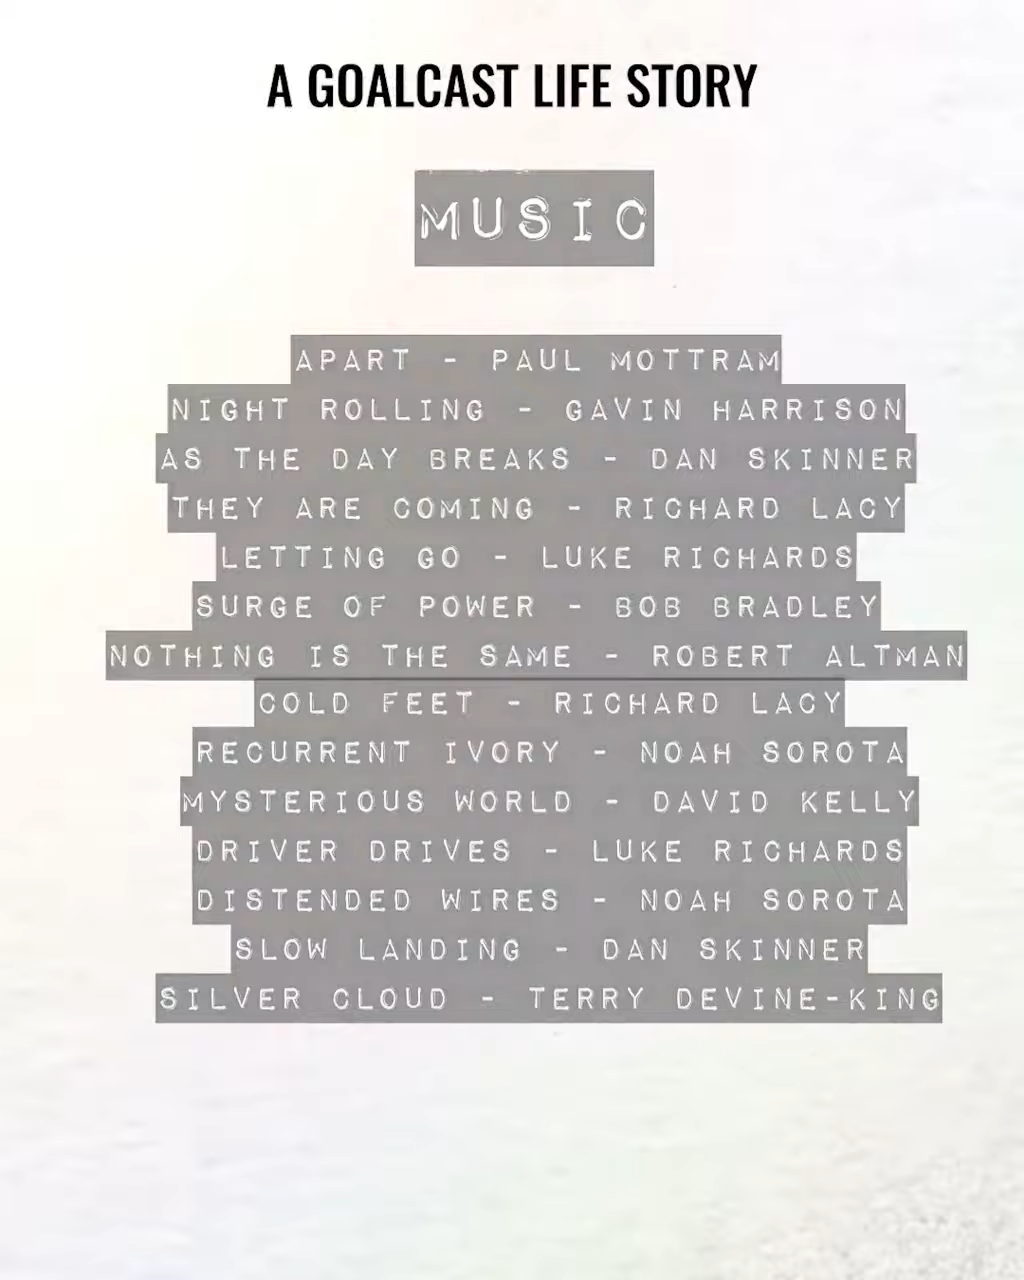 A GOALCAST LIFE STORY
MUSIC
APART - PAUL MOTTRAM
NIGHT ROLLING - GAVIN HARRISON
AS THE DAY BREAKS - DAN SKINNER
THEY ARE COMING - RICHARD LACY
LETTING GO - LUKE RICHARDS
SURGE OF POWER - BOB BRADLEY
NOTHING IS THE SAME - ROBERT ALTMAN
COLD FEET - RICHARD LACY
RECURRENT IVORY - NOAH SOROTA
MYSTERIOUS WORLD - DAVID KELLY
DRIVER DRIVES - LUKE RICHARDS
DISTENDED WIRES - NOAH SOROTA
SLOW LANDING - DAN SKINNER
SILVER CLOUD - TERRY DEVINE-KING